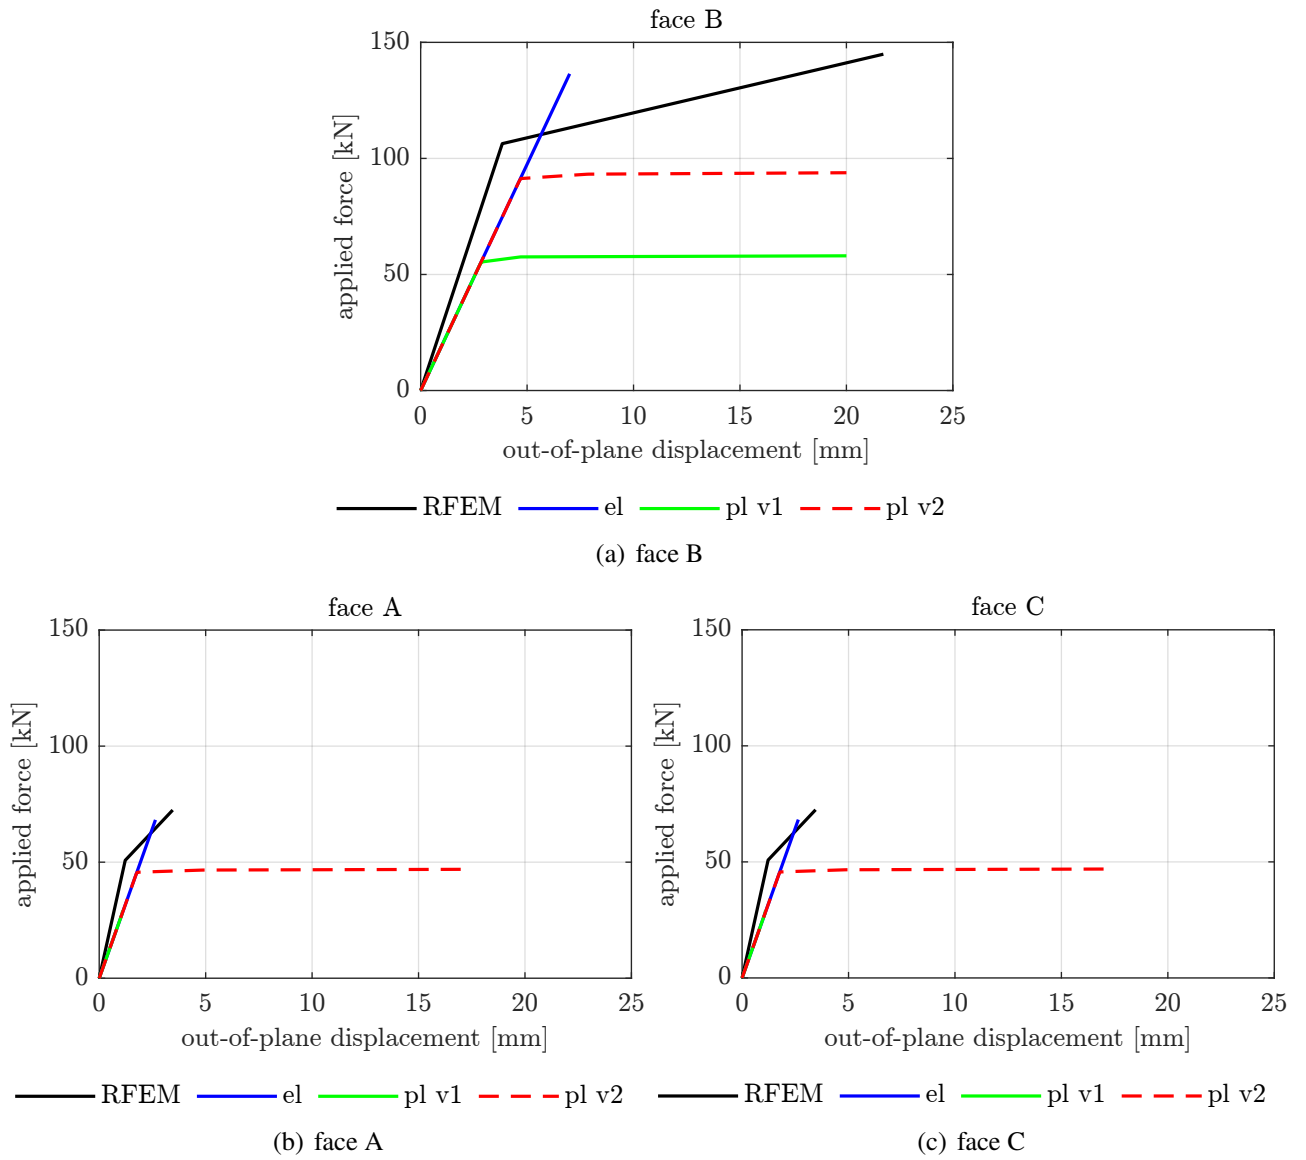 face B
150
100
50
0
applied force [kN]
0 5 10 15 20 25
out-of-plane displacement [mm]
RFEM el pl v1 pl v2
(a) face B
face A
150
100
50
0
applied force [kN]
0 5 10 15 20 25
out-of-plane displacement [mm]
RFEM el pl v1 pl v2
(b) face A
face C
150
100
50
0
applied force [kN]
0 5 10 15 20 25
out-of-plane displacement [mm]
RFEM el pl v1 pl v2
(c) face C